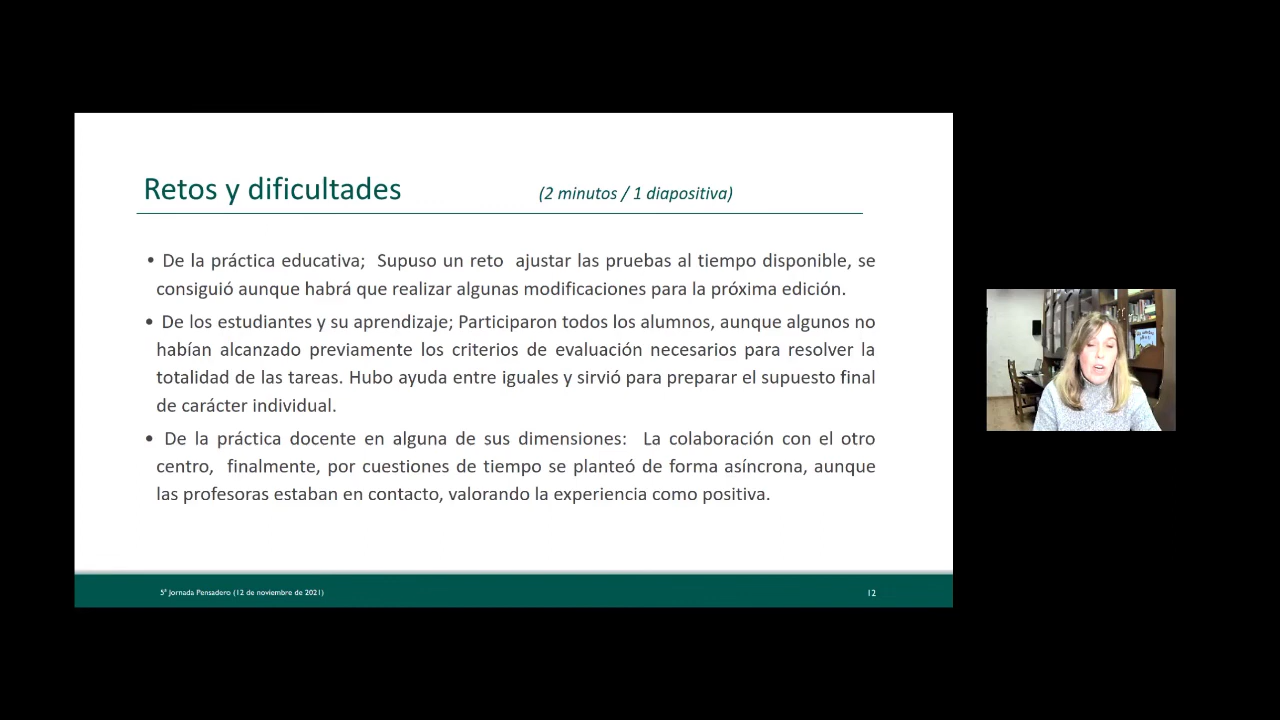 Retos y dificultades (2 minutos / 1 diapositiva)
• De la práctica educativa;  Supuso un reto  ajustar las pruebas al tiempo disponible, se
consiguió aunque habrá que realizar algunas modificaciones para la próxima edición.
• De los estudiantes y su aprendizaje; Participaron todos los alumnos, aunque algunos no
habían alcanzado previamente los criterios de evaluación necesarios para resolver la
totalidad de las tareas. Hubo ayuda entre iguales y sirvió para preparar el supuesto final
de carácter individual.
• De la práctica docente en alguna de sus dimensiones:  La colaboración con el otro
centro,  finalmente, por cuestiones de tiempo se planteó de forma asíncrona, aunque
las profesoras estaban en contacto, valorando la experiencia como positiva.
5ª Jornada Pensadero (12 de noviembre de 2021) 12